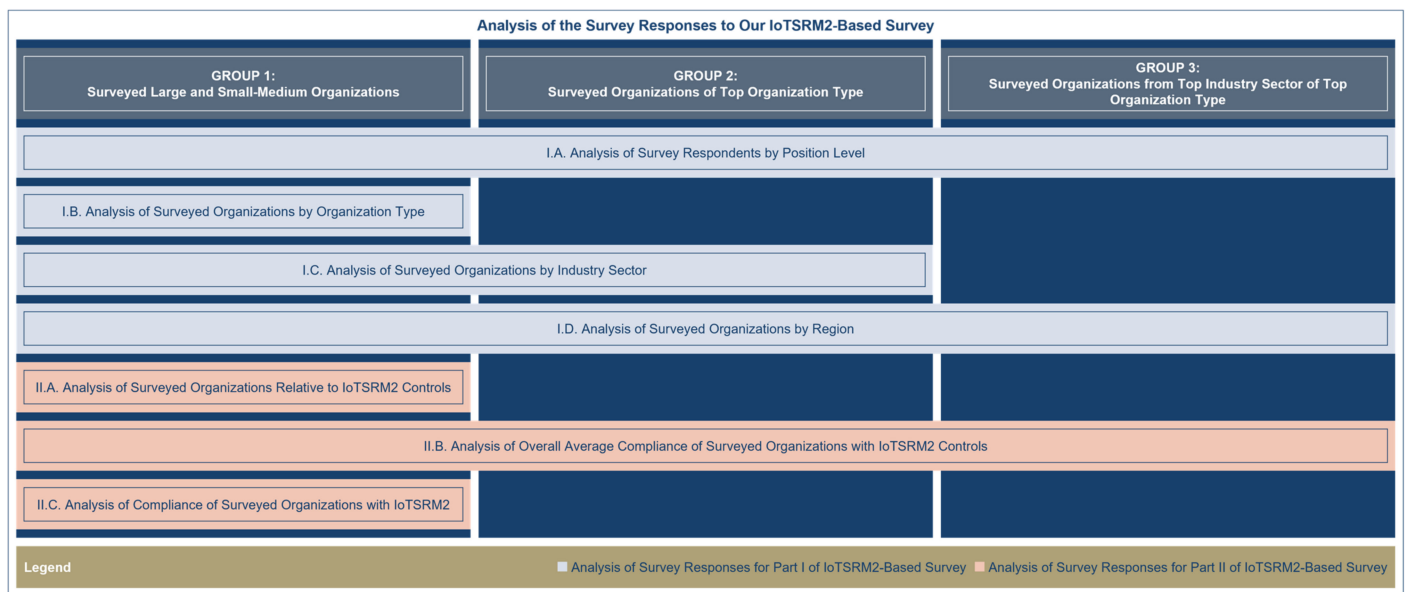 Analysis of the Survey Responses to Our IoTSRM2-Based Survey
GROUP 1:
Surveyed Large and Small-Medium Organizations
GROUP 2:
Surveyed Organizations of Top Organization Type
GROUP 3:
Surveyed Organizations from Top Industry Sector of Top
Organization Type
I.A. Analysis of Survey Respondents by Position Level
I.B. Analysis of Surveyed Organizations by Organization Type
I.C. Analysis of Surveyed Organizations by Industry Sector
I.D. Analysis of Surveyed Organizations by Region
II.A. Analysis of Surveyed Organizations Relative to IoTSRM2 Controls
II.B. Analysis of Overall Average Compliance of Surveyed Organizations with IoTSRM2 Controls
II.C. Analysis of Compliance of Surveyed Organizations with IoTSRM2
Legend
Analysis of Survey Responses for Part I of IoTSRM2-Based Survey
Analysis of Survey Responses for Part II of IoTSRM2-Based Survey